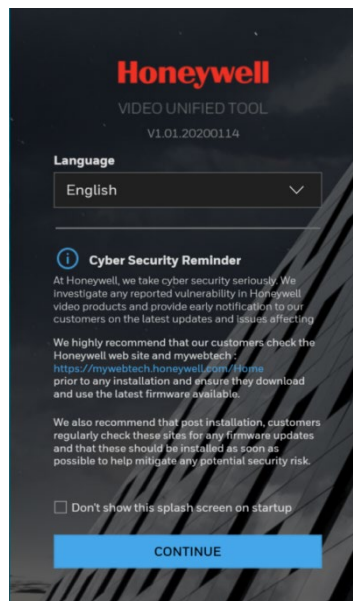 Honeywell
VIDEO UNIFIED TOOL
V1.01.20200114
Language
English
Cyber Security Reminder
At Honeywell, we take cyber security seriously. We
investigate any reported vulnerability in Honeywell
video products and provide early notification to our
customers on the latest updates and issues affecting
We highly recommend that our customers check the
Honeywell web site and mywebtech :
https://mywebtech.honeywell.com/Home
prior to any installation and ensure they download
and use the latest firmware available.
We also recommend that post installation, customers
regularly check these sites for any firmware updates
and that these should be installed as soon as
possible to help mitigate any potential security risk.
Don't show this splash screen on startup
CONTINUE